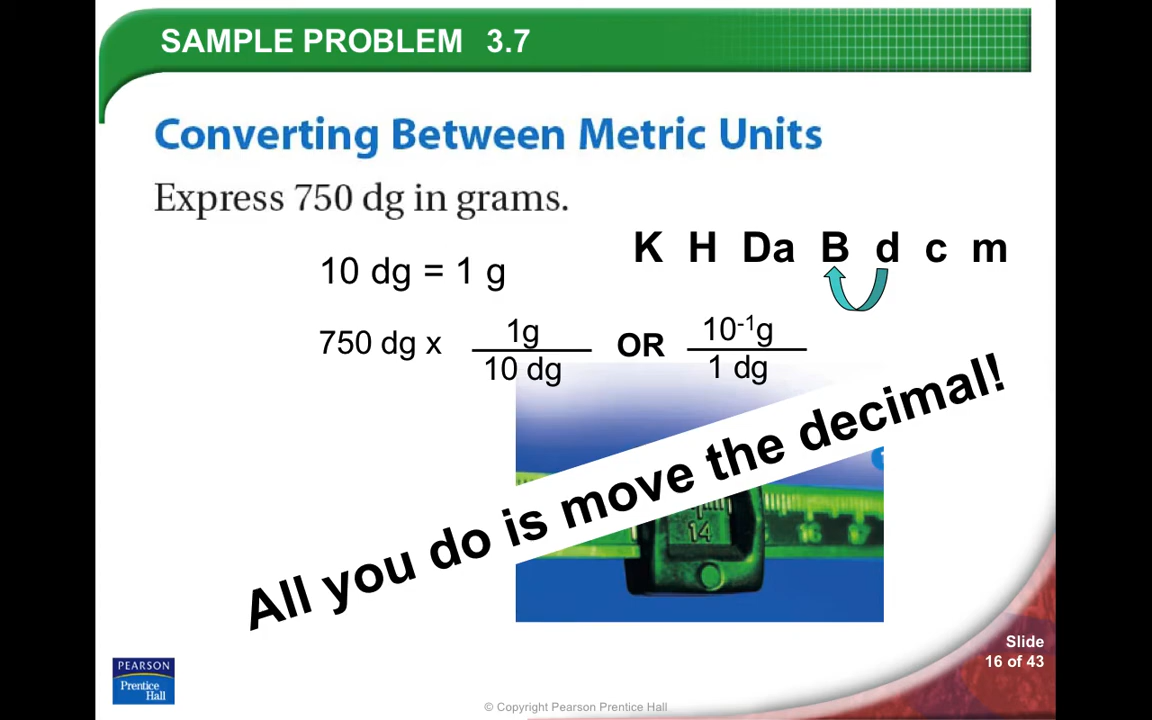 SAMPLE PROBLEM 3.7
Converting Between Metric Units
Express 750 dg in grams.
K H Da B d c m
10 dg = 1 g
750 dg x 1g OR 10⁻¹g
10 dg 1 dg
All you do is move the decimal!
14
16 17
Slide
16 of 43
PEARSON
Prentice
Hall
© Copyright Pearson Prentice Hall